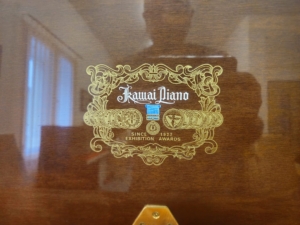 Kawai Piano
SINCE 1927
EXHIBITION AWARDS